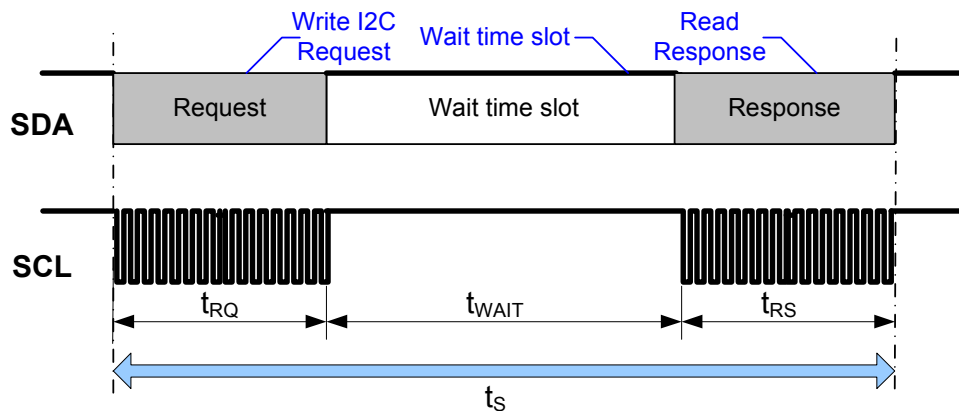 Write I2C
Request
Wait time slot
Read
Response
SDA
Request
Wait time slot
Response
SCL
tRQ
tWAIT
tRS
tS